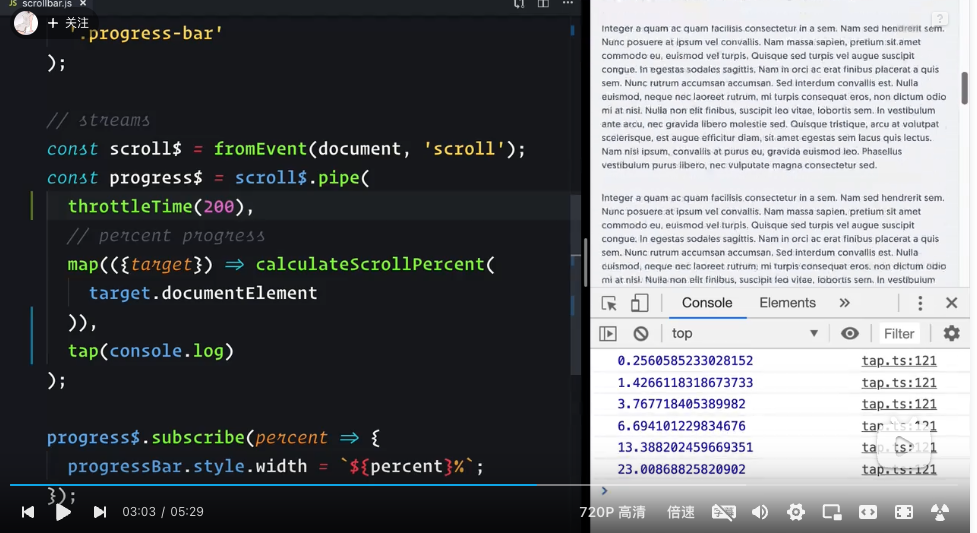 JS scrollbar.js ×
+ 关注
'.progress-bar'
);
// streams
const scroll$ = fromEvent(document, 'scroll');
const progress$ = scroll$.pipe(
throttleTime(200),
// percent progress
map(({target}) => calculateScrollPercent(
target.documentElement
)),
tap(console.log)
);
progress$.subscribe(percent => {
progressBar.style.width = `${percent}%`;
});
03:03 / 05:29
Integer a quam ac quam facilisis consectetur in a sem. Nam sed hendrerit sem.
Nunc posuere at ipsum vel convallis. Nam massa sapien, pretium sit amet
commodo eu, euismod vel turpis. Quisque sed turpis vel augue suscipit
congue. In egestas sodales sagittis. Nam in orci ac erat finibus placerat a quis
sem. Nunc rutrum accumsan accumsan. Sed interdum convallis est. Nulla
euismod, neque nec laoreet rutrum, mi turpis consequat eros, non dictum odio
mi at nisl. Nulla non elit finibus, suscipit leo vitae, lobortis sem. In vestibulum
ante arcu, nec gravida libero molestie sed. Quisque tristique, arcu at volutpat
scelerisque, est augue efficitur diam, sit amet egestas sem lacus quis lectus.
Nam nisl ipsum, convallis at purus eu, gravida euismod leo. Phasellus
vestibulum purus libero, nec vulputate magna consectetur sed.
Integer a quam ac quam facilisis consectetur in a sem. Nam sed hendrerit sem.
Nunc posuere at ipsum vel convallis. Nam massa sapien, pretium sit amet
commodo eu, euismod vel turpis. Quisque sed turpis vel augue suscipit
congue. In egestas sodales sagittis. Nam in orci ac erat finibus placerat a quis
sem. Nunc rutrum accumsan accumsan. Sed interdum convallis est. Nulla
euismod, neque nec laoreet rutrum, mi turpis consequat eros, non dictum odio
mi at nisl. Nulla non elit finibus, suscipit leo vitae, lobortis sem. In vestibulum
?
Console Elements »
top Filter
0.2560585233028152 tap.ts:121
1.4266118318673733 tap.ts:121
3.767718405389982 tap.ts:121
6.694101229834676 tap.ts:121
13.388202459669351 tap.ts:121
23.00868825820902 tap.ts:121
>
720P 高清 倍速 字幕